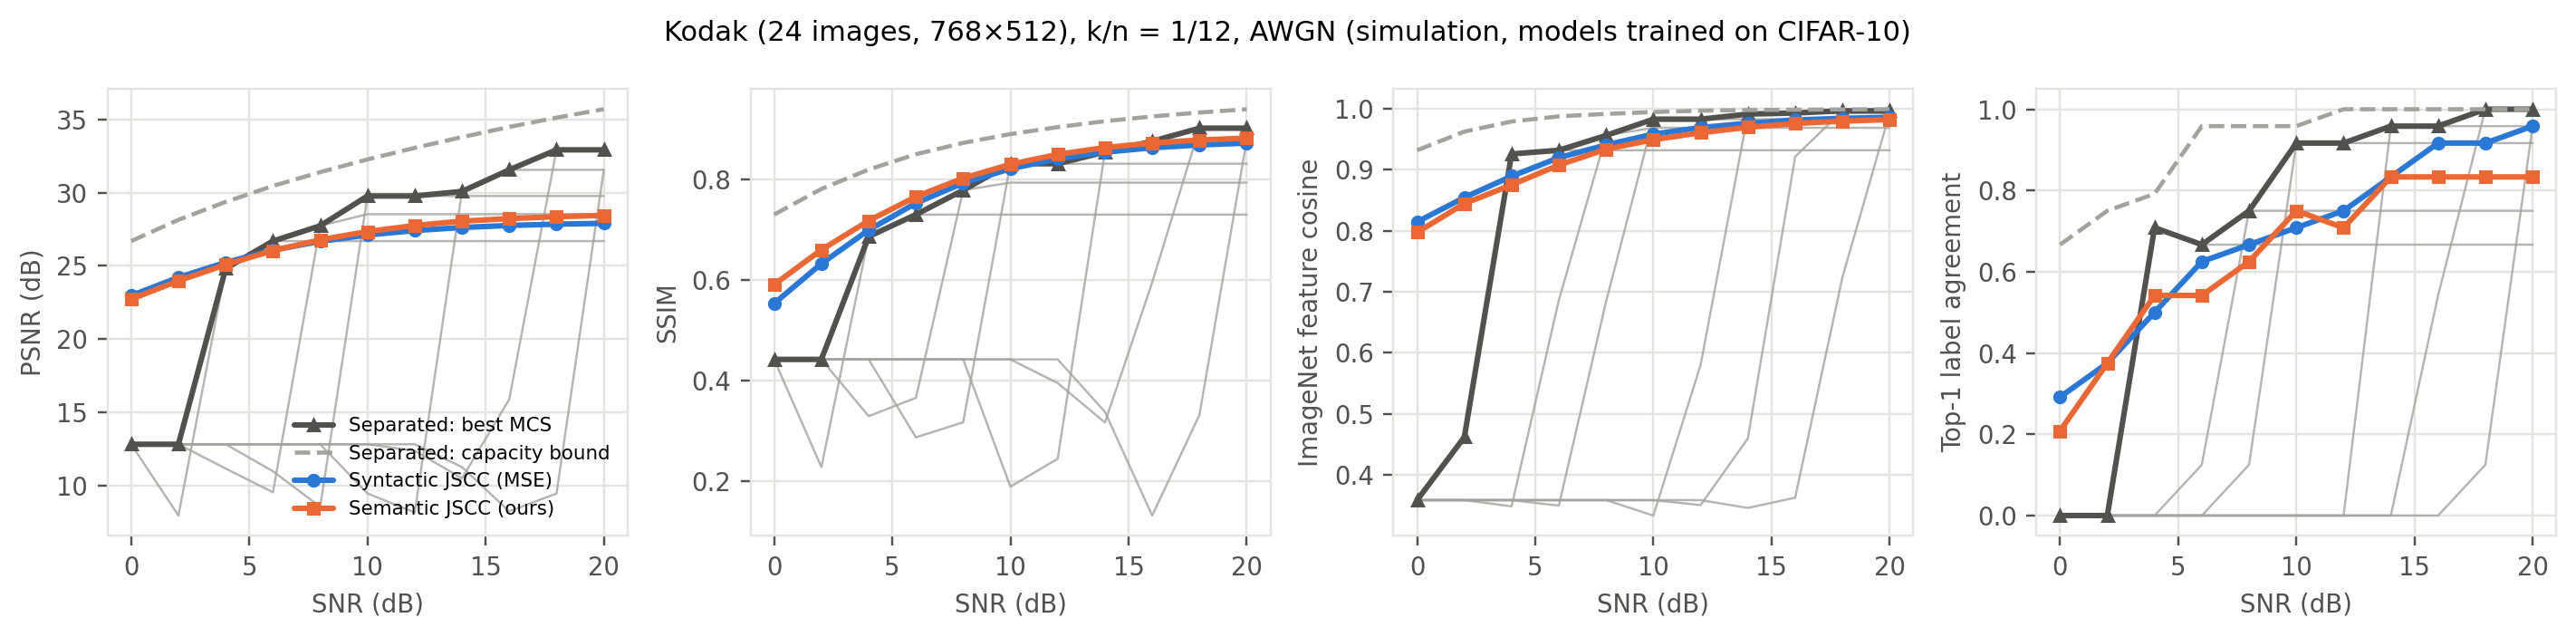 Kodak (24 images, 768×512), k/n = 1/12, AWGN (simulation, models trained on CIFAR-10)
PSNR (dB)
35
30
25
20
15
10
0 5 10 15 20
SNR (dB)
Separated: best MCS
Separated: capacity bound
Syntactic JSCC (MSE)
Semantic JSCC (ours)
SSIM
0.8
0.6
0.4
0.2
0 5 10 15 20
SNR (dB)
ImageNet feature cosine
1.0
0.9
0.8
0.7
0.6
0.5
0.4
0 5 10 15 20
SNR (dB)
Top-1 label agreement
1.0
0.8
0.6
0.4
0.2
0.0
0 5 10 15 20
SNR (dB)